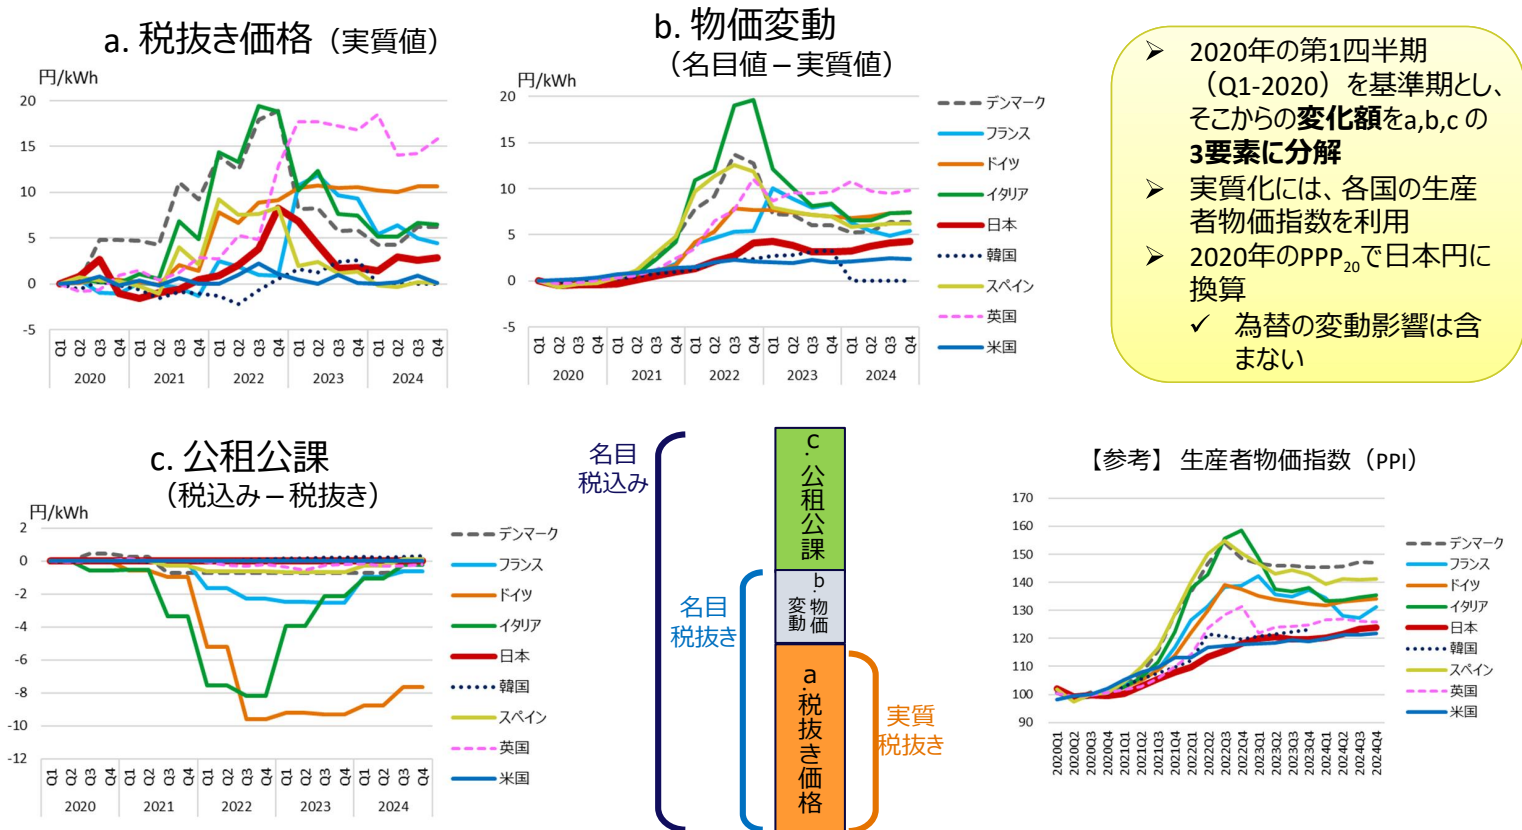 a. 税抜き価格（実質値）
円/kWh
20
15
10
5
0
-5
Q1 Q2 Q3 Q4 Q1 Q2 Q3 Q4 Q1 Q2 Q3 Q4 Q1 Q2 Q3 Q4 Q1 Q2 Q3 Q4
2020 2021 2022 2023 2024
b. 物価変動
（名目値 – 実質値）
円/kWh
20
15
10
5
0
-5
Q1 Q2 Q3 Q4 Q1 Q2 Q3 Q4 Q1 Q2 Q3 Q4 Q1 Q2 Q3 Q4 Q1 Q2 Q3 Q4
2020 2021 2022 2023 2024
デンマーク
フランス
ドイツ
イタリア
日本
韓国
スペイン
英国
米国
➢ 2020年の第1四半期
（Q1-2020）を基準期とし、
そこからの変化額をa,b,c の
3要素に分解
➢ 実質化には、各国の生産
者物価指数を利用
➢ 2020年のPPP20で日本円に
換算
✓ 為替の変動影響は含
まない
c. 公租公課
（税込み – 税抜き）
円/kWh
2
0
-2
-4
-6
-8
-10
-12
Q1 Q2 Q3 Q4 Q1 Q2 Q3 Q4 Q1 Q2 Q3 Q4 Q1 Q2 Q3 Q4 Q1 Q2 Q3 Q4
2020 2021 2022 2023 2024
デンマーク
フランス
ドイツ
イタリア
日本
韓国
スペイン
英国
米国
名目
税込み
名目
税抜き
c.公租公課
b.物価
変動
a.税抜き価格
実質
税抜き
【参考】 生産者物価指数（PPI）
170
160
150
140
130
120
110
100
90
2020Q1 2020Q2 2020Q3 2020Q4 2021Q1 2021Q2 2021Q3 2021Q4 2022Q1 2022Q2 2022Q3 2022Q4 2023Q1 2023Q2 2023Q3 2023Q4 2024Q1 2024Q2 2024Q3 2024Q4
デンマーク
フランス
ドイツ
イタリア
日本
韓国
スペイン
英国
米国